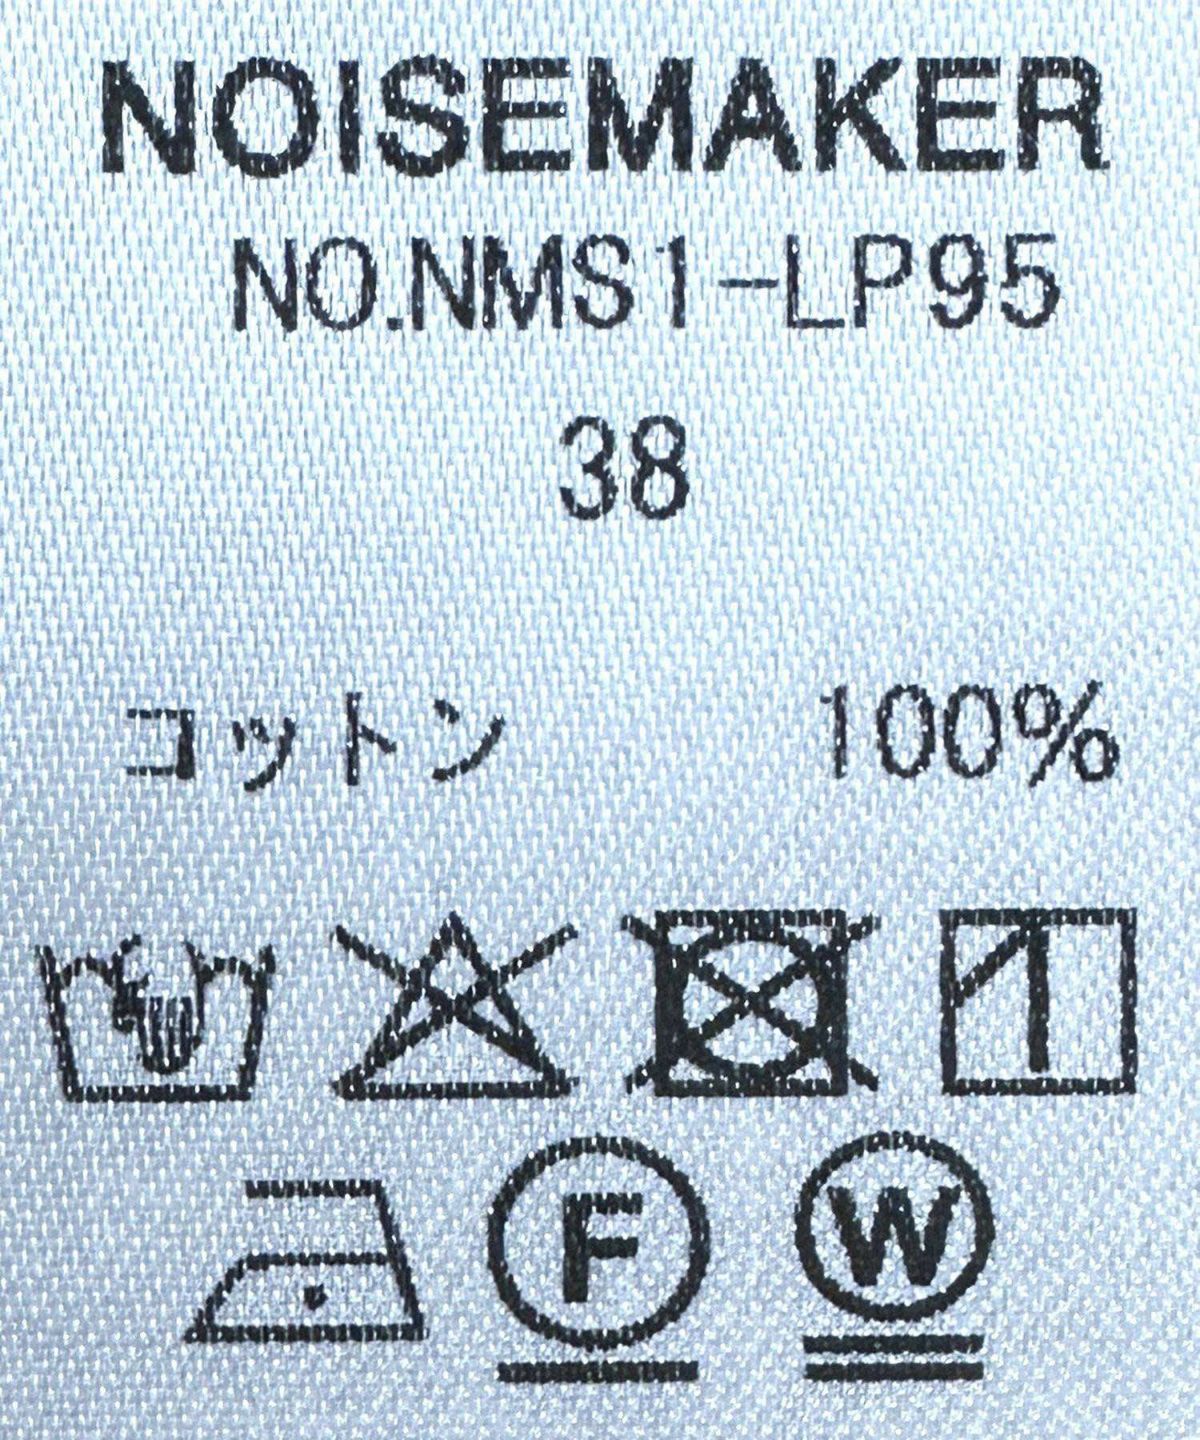 NOISEMAKER
NO.NMS1-LP95
38
コットン 100%
F W